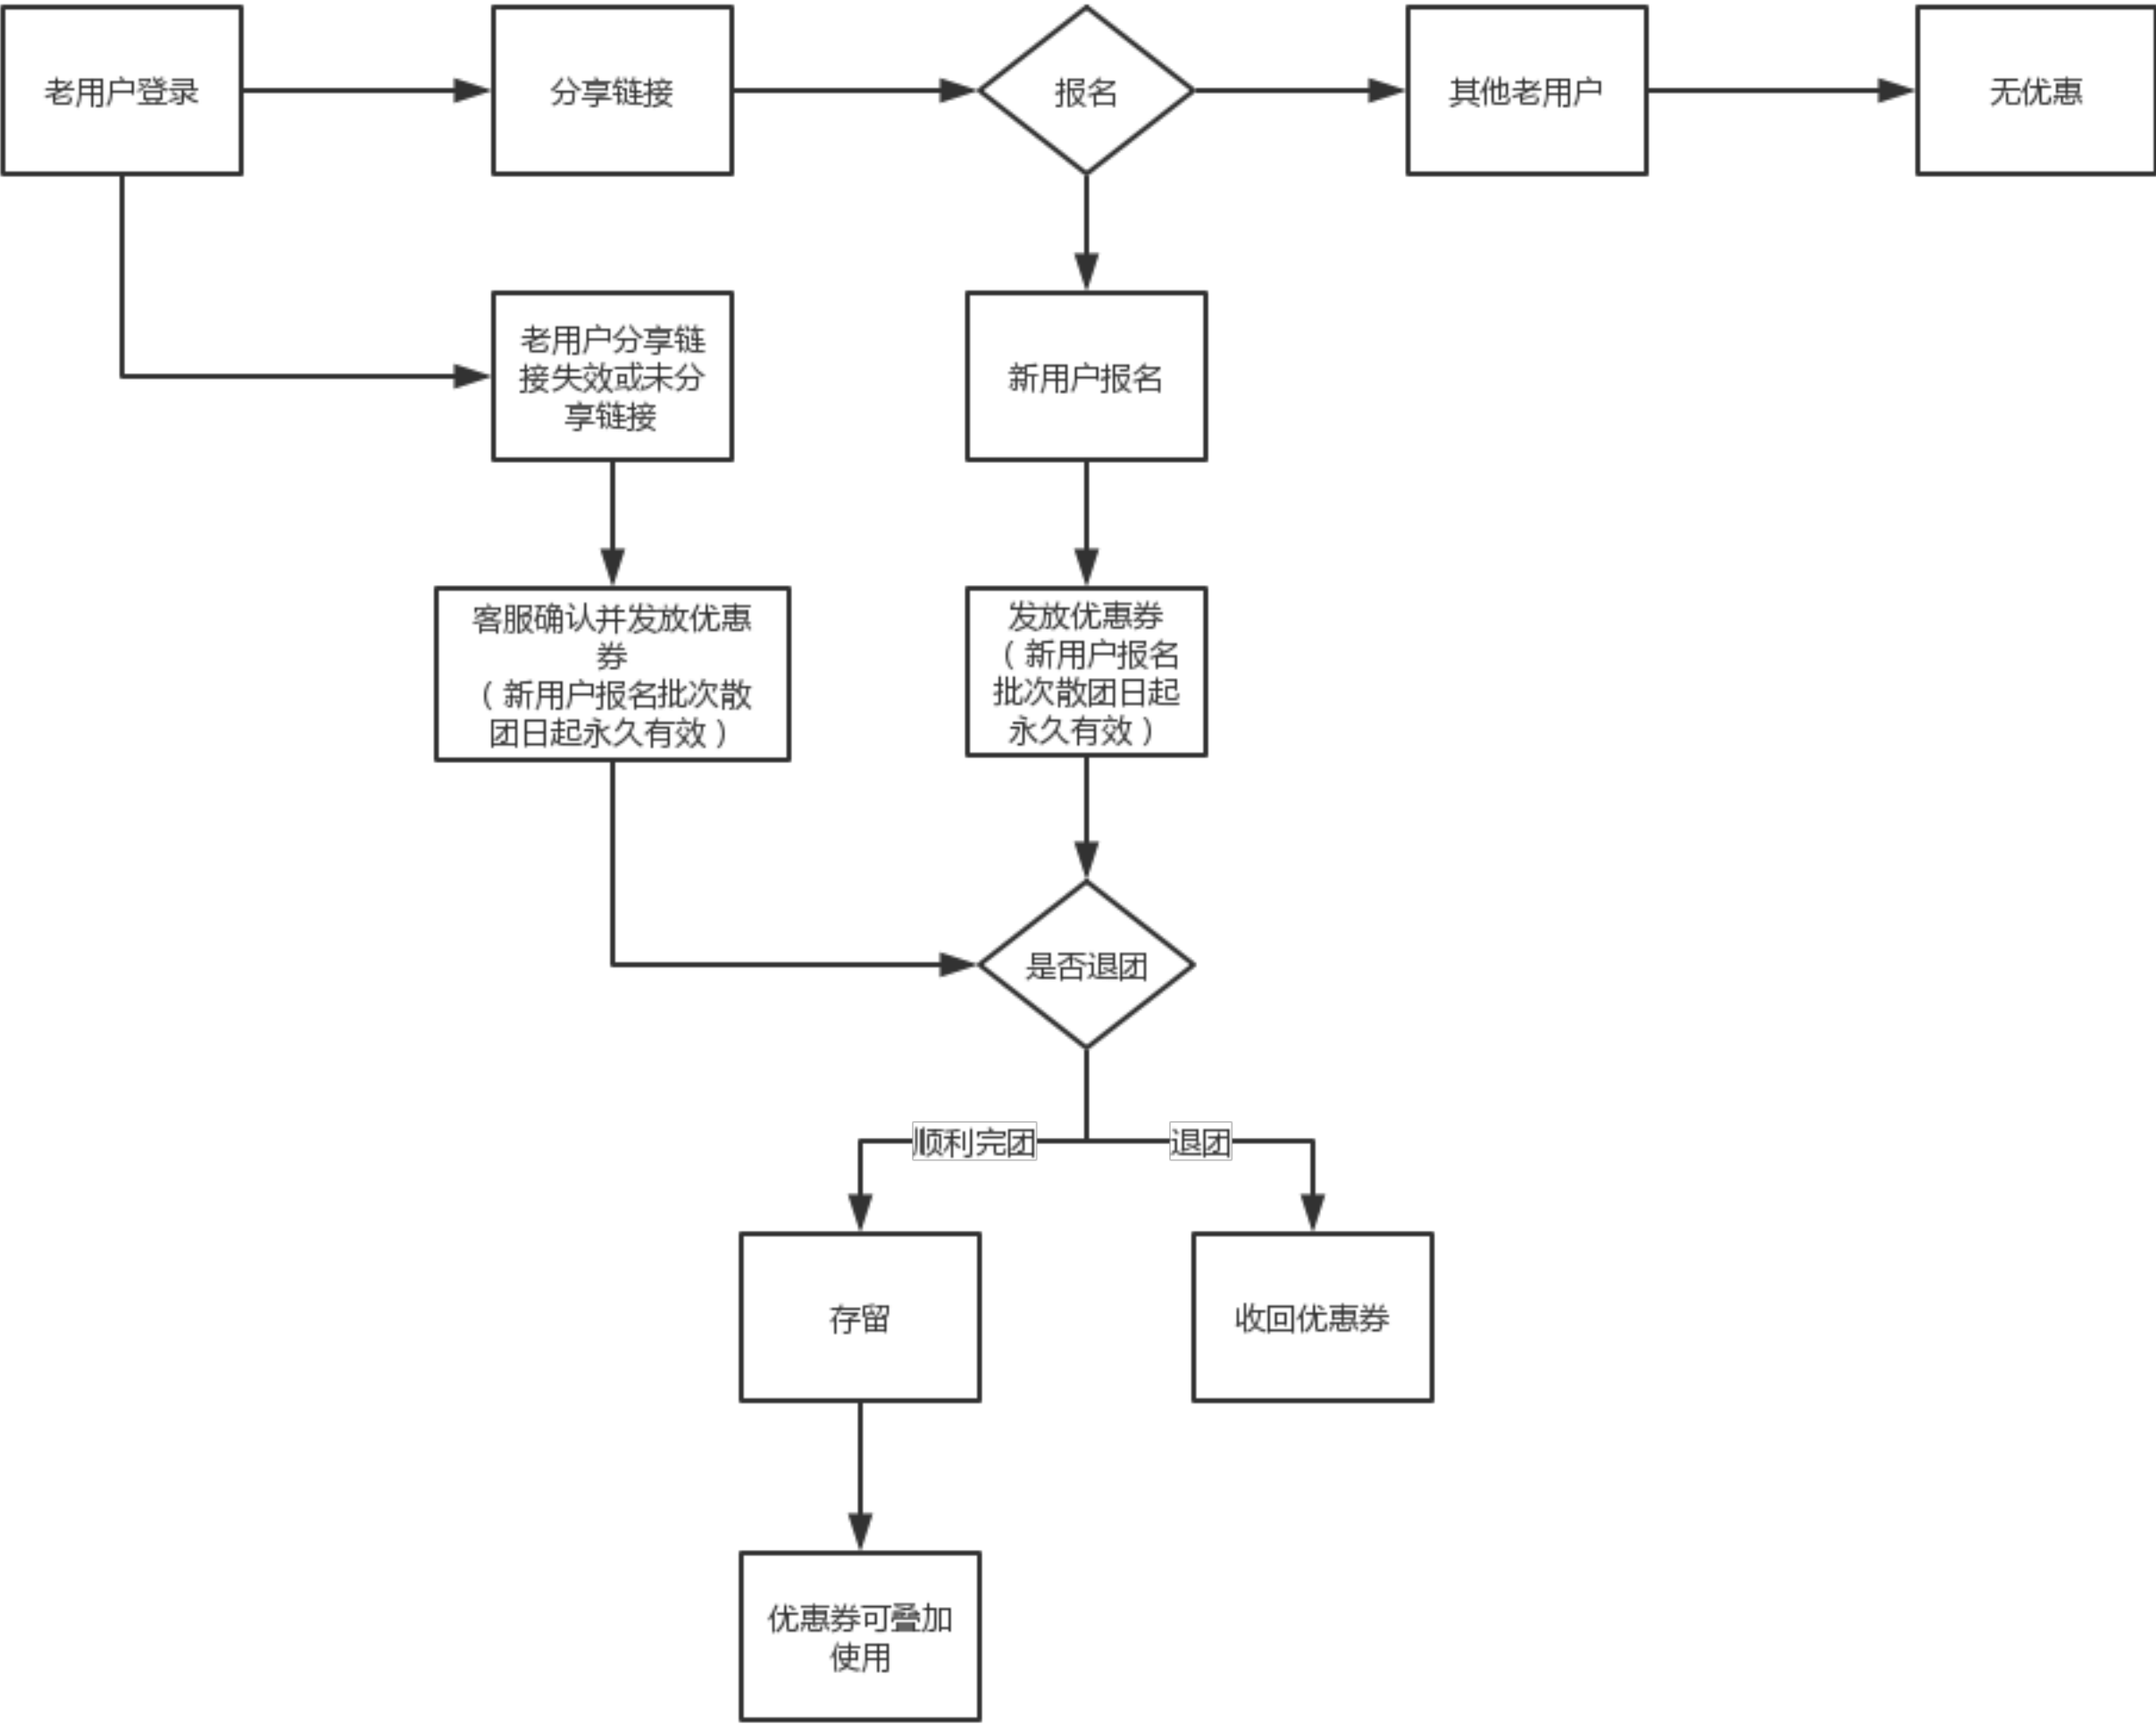 老用户登录
分享链接
报名
其他老用户
无优惠
老用户分享链
接失效或未分
享链接
新用户报名
客服确认并发放优惠
券
（新用户报名批次散
团日起永久有效）
发放优惠券
（新用户报名
批次散团日起
永久有效）
是否退团
顺利完团
退团
存留
收回优惠券
优惠券可叠加
使用